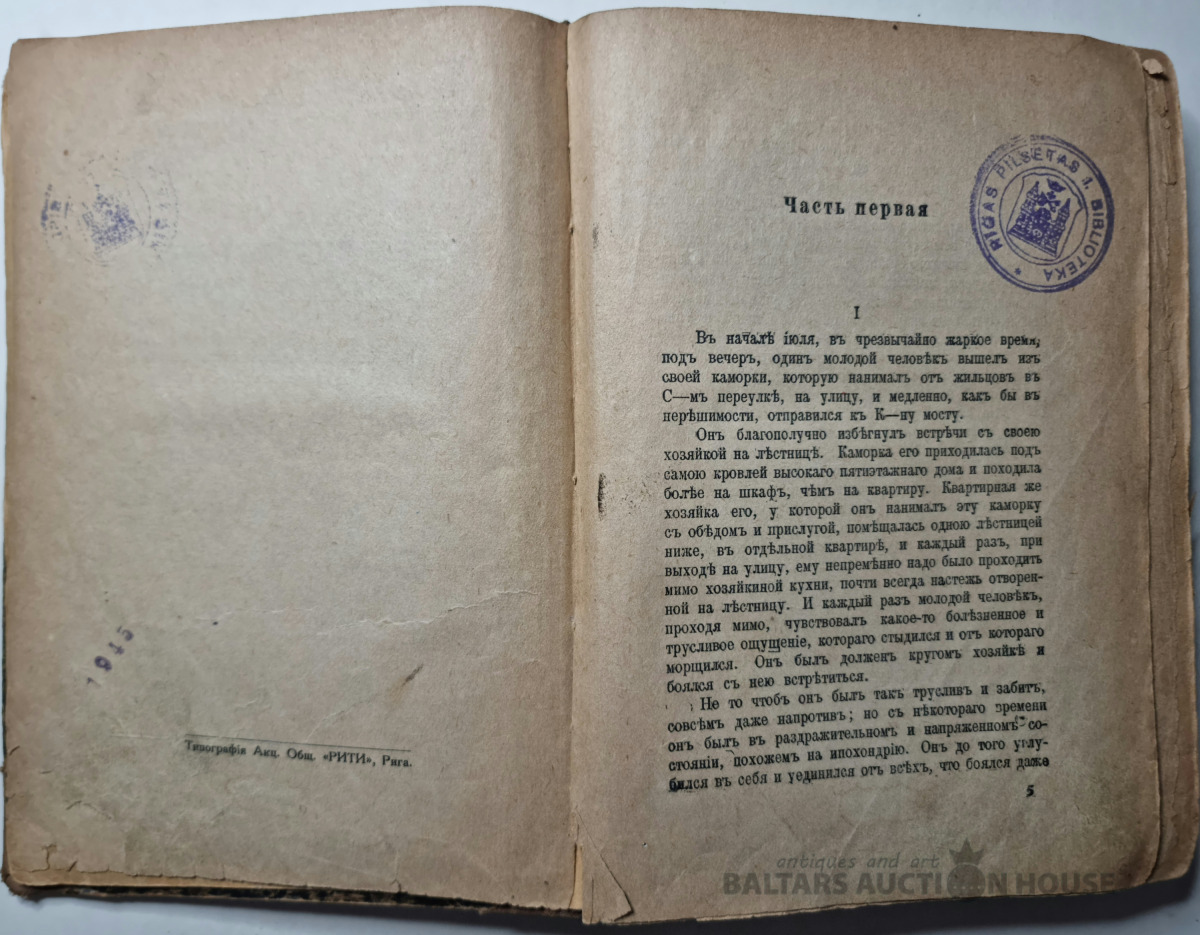 1945
Типографія Акц. Общ. «РИТИ», Рига.
RIGAS PILSETAS 1. BIBLIOTEKA *
Часть первая
I
Въ началѣ іюля, въ чрезвычайно жаркое время,
подъ вечеръ, одинъ молодой человѣкъ вышелъ изъ
своей каморки, которую нанималъ отъ жильцовъ въ
С—мъ переулкѣ, на улицу, и медленно, какъ бы въ
нерѣшимости, отправился къ К—ну мосту.
Онъ благополучно избѣгнулъ встрѣчи съ своею
хозяйкой на лѣстницѣ. Каморка его приходилась подъ
самою кровлей высокаго пятиэтажнаго дома и походила
болѣе на шкафъ, чѣмъ на квартиру. Квартирная же
хозяйка его, у которой онъ нанималъ эту каморку
съ обѣдомъ и прислугой, помѣщалась одною лѣстницей
ниже, въ отдѣльной квартирѣ, и каждый разъ, при
выходѣ на улицу, ему непремѣнно надо было проходить
мимо хозяйкиной кухни, почти всегда настежь отворен-
ной на лѣстницу. И каждый разъ молодой человѣкъ,
проходя мимо, чувствовалъ какое-то болѣзненное и
трусливое ощущеніе, котораго стыдился и отъ котораго
морщился. Онъ былъ долженъ кругомъ хозяйкѣ и
боялся съ нею встрѣтиться.
Не то чтобъ онъ былъ такъ трусливъ и забитъ,
совсѣмъ даже напротивъ; но съ нѣкотораго времени
онъ былъ въ раздражительномъ и напряженномъ со-
стояніи, похожемъ на ипохондрію. Онъ до того углу-
бился въ себя и уединился отъ всѣхъ, что боялся даже
5
antiques and art
BALTARS AUCTION HOUSE